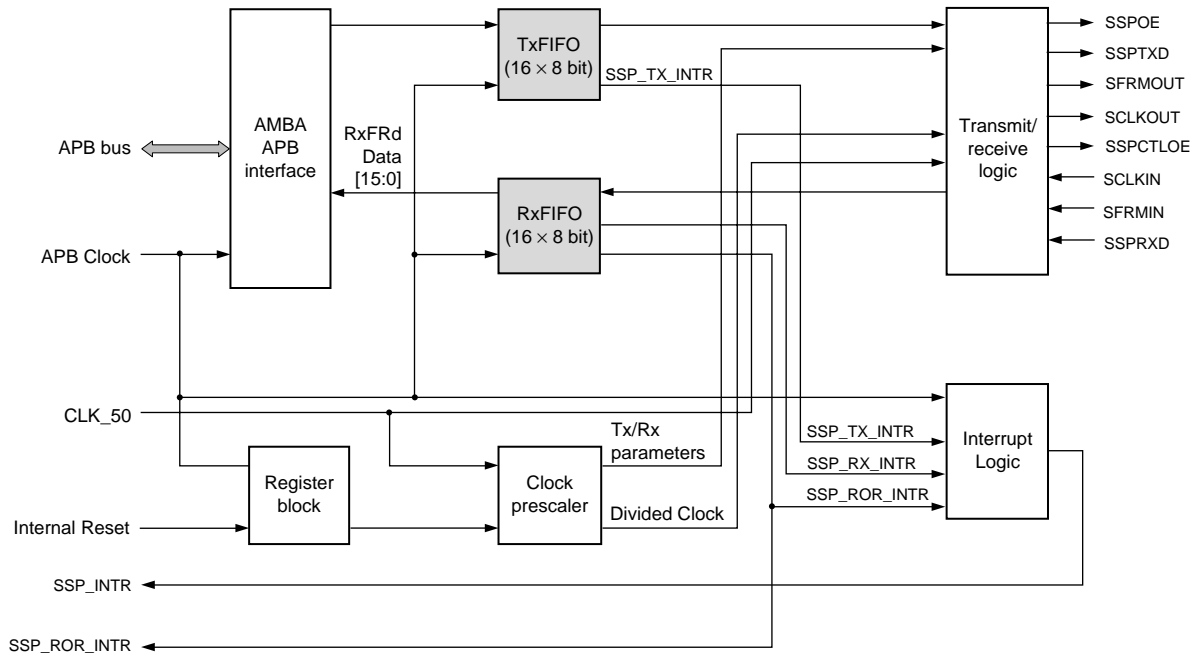 TxFIFO
(16 × 8 bit)
SSP_TX_INTR
AMBA
APB
interface
APB bus
RxFRd
Data
[15:0]
RxFIFO
(16 × 8 bit)
Transmit/
receive
logic
SSPOE
SSPTXD
SFRMOUT
SCLKOUT
SSPCTLOE
SCLKIN
SFRMIN
SSPRXD
APB Clock
CLK_50
Tx/Rx
parameters
SSP_TX_INTR
SSP_RX_INTR
SSP_ROR_INTR
Interrupt
Logic
Register
block
Clock
prescaler
Divided Clock
Internal Reset
SSP_INTR
SSP_ROR_INTR